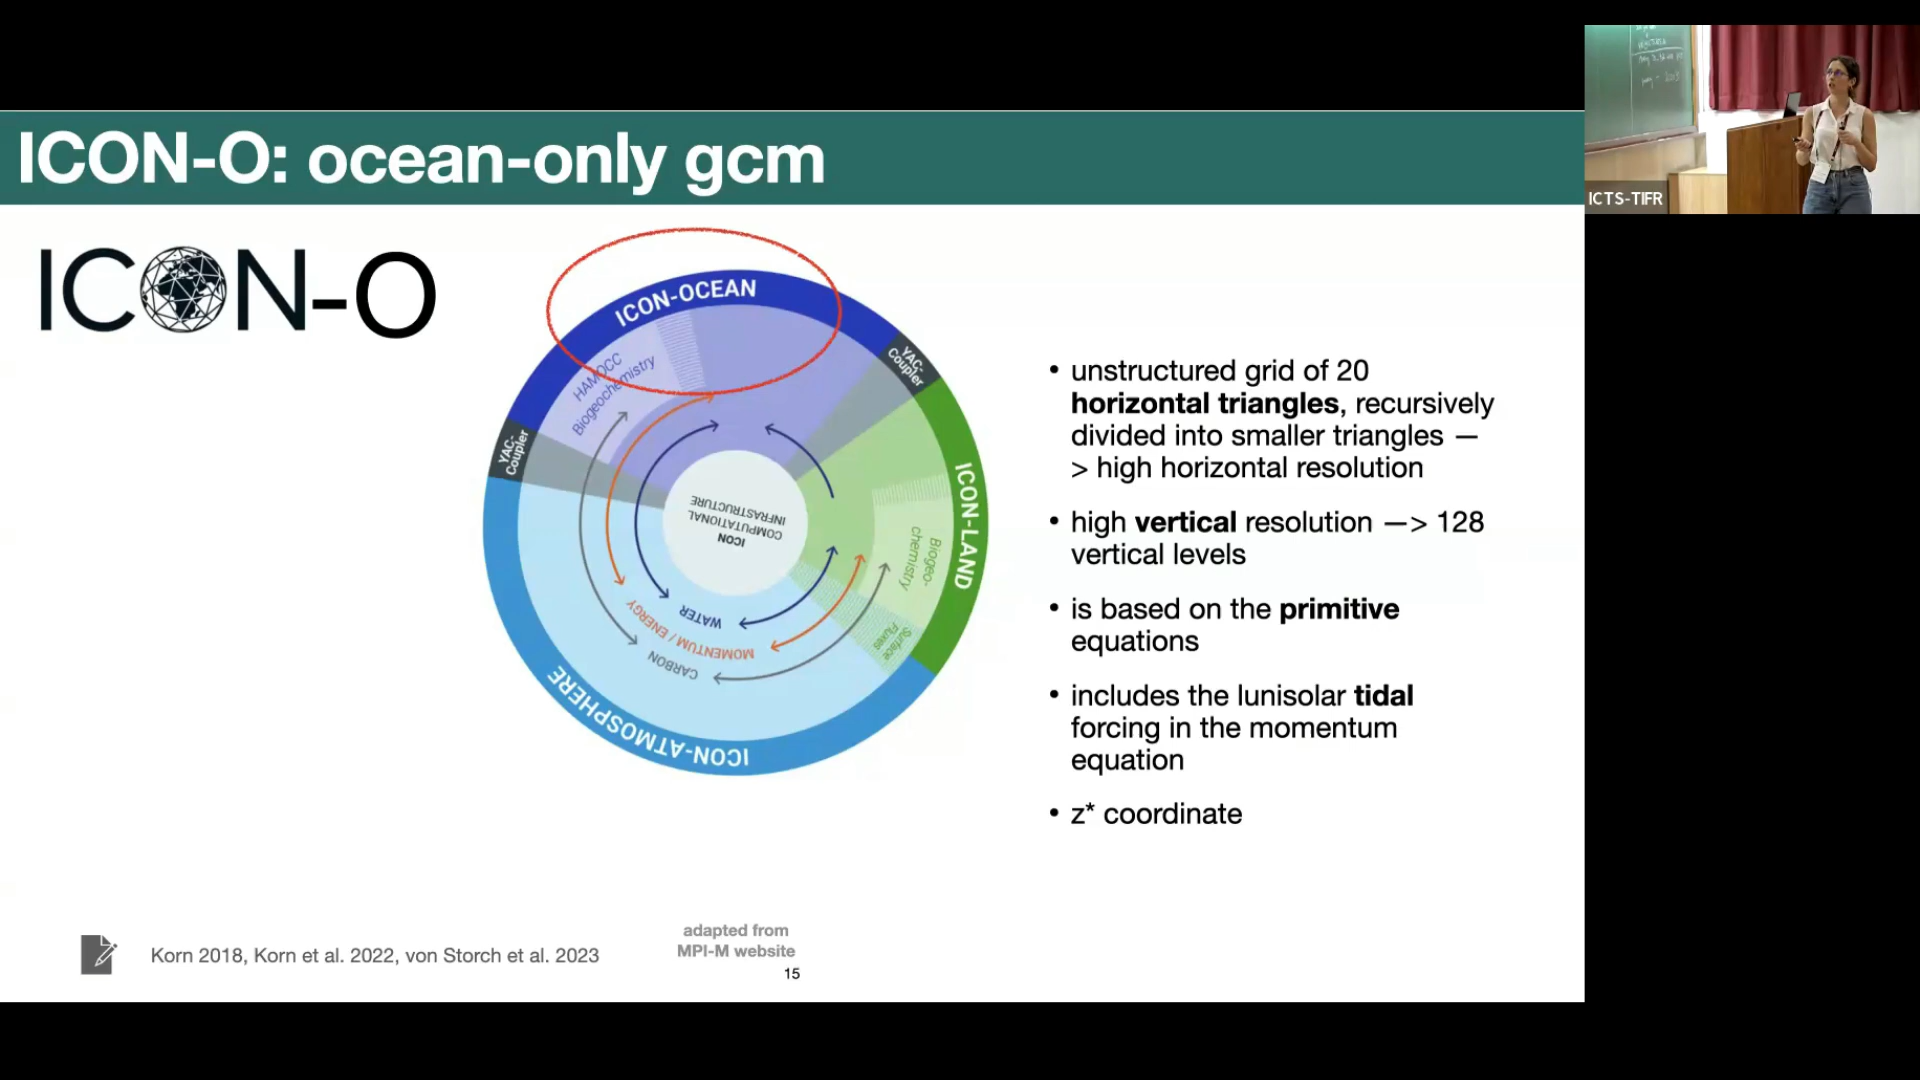 ICON-O: ocean-only gcm
ICON-O
ICON-OCEAN
HAMOCC
Biogeochemistry
YAC-
Coupler
YAC-
Coupler
ICON-LAND
Biogeo-
chemistry
Surface
Fluxes
ICON
COMPUTATIONAL
INFRASTRUCTURE
WATER
MOMENTUM / ENERGY
CARBON
ICON-ATMOSPHERE
• unstructured grid of 20
horizontal triangles, recursively
divided into smaller triangles —
> high horizontal resolution
• high vertical resolution —> 128
vertical levels
• is based on the primitive
equations
• includes the lunisolar tidal
forcing in the momentum
equation
• z* coordinate
Korn 2018, Korn et al. 2022, von Storch et al. 2023
adapted from
MPI-M website
15
ICTS-TIFR